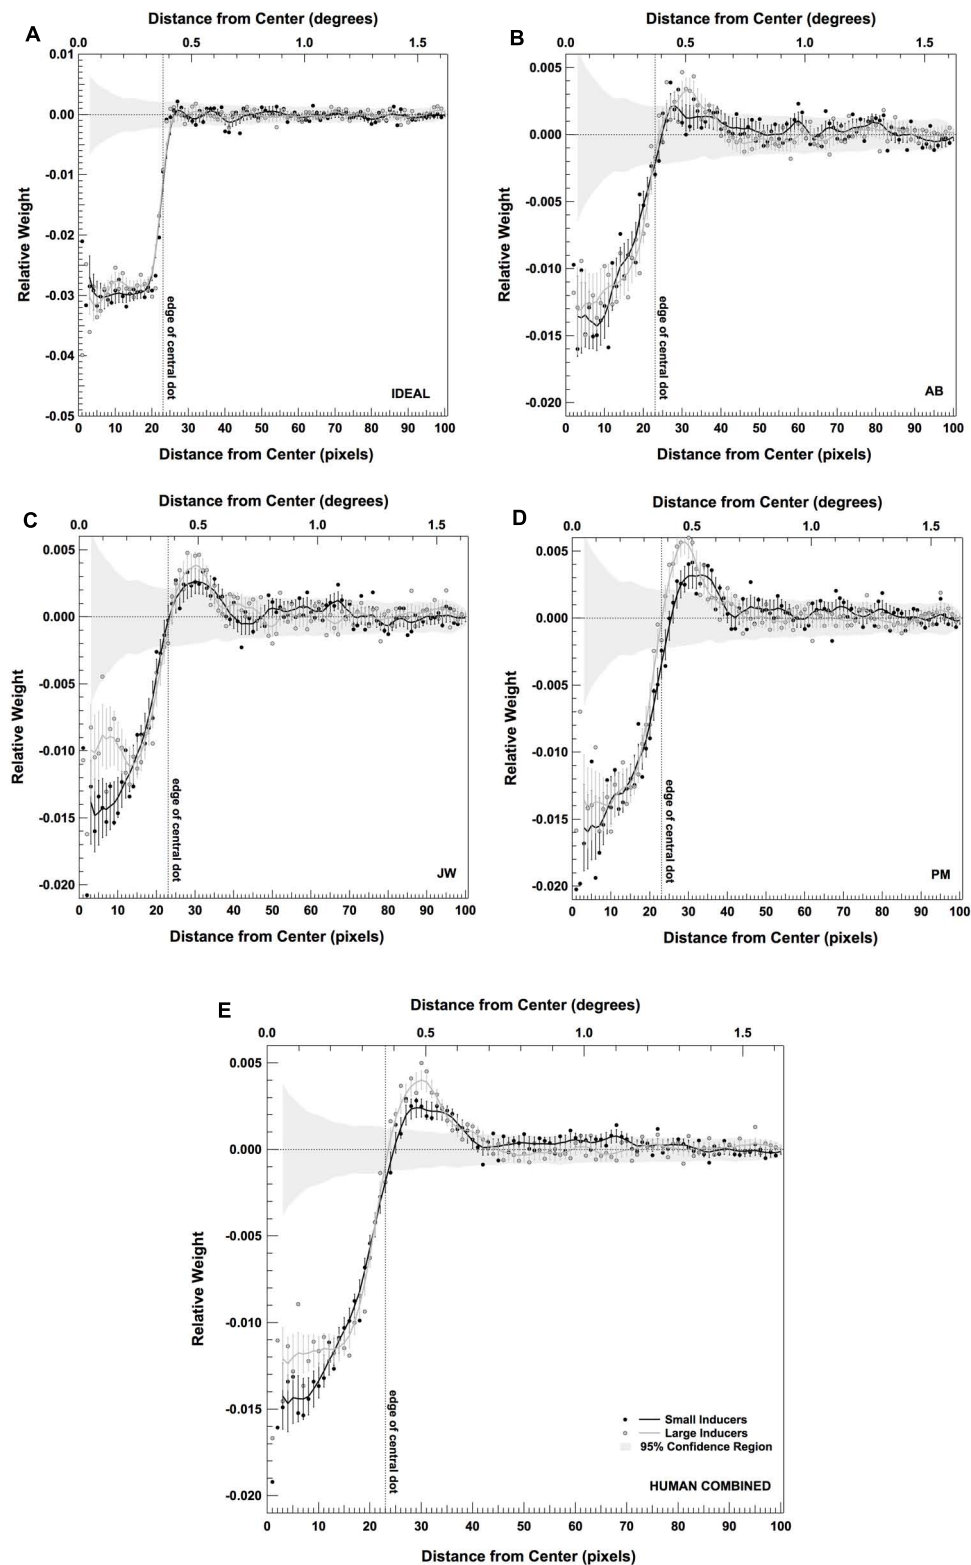 A
Distance from Center (degrees)
0.0 0.5 1.0 1.5
0.01
0.00
-0.01
-0.02
-0.03
-0.04
-0.05
Relative Weight
edge of central dot
IDEAL
0 10 20 30 40 50 60 70 80 90 100
Distance from Center (pixels)
B
Distance from Center (degrees)
0.0 0.5 1.0 1.5
0.005
0.000
-0.005
-0.010
-0.015
-0.020
Relative Weight
edge of central dot
AB
0 10 20 30 40 50 60 70 80 90 100
Distance from Center (pixels)
C
Distance from Center (degrees)
0.0 0.5 1.0 1.5
0.005
0.000
-0.005
-0.010
-0.015
-0.020
Relative Weight
edge of central dot
JW
0 10 20 30 40 50 60 70 80 90 100
Distance from Center (pixels)
D
Distance from Center (degrees)
0.0 0.5 1.0 1.5
0.005
0.000
-0.005
-0.010
-0.015
-0.020
Relative Weight
edge of central dot
PM
0 10 20 30 40 50 60 70 80 90 100
Distance from Center (pixels)
E
Distance from Center (degrees)
0.0 0.5 1.0 1.5
0.005
0.000
-0.005
-0.010
-0.015
-0.020
Relative Weight
edge of central dot
Small Inducers
Large Inducers
95% Confidence Region
HUMAN COMBINED
0 10 20 30 40 50 60 70 80 90 100
Distance from Center (pixels)